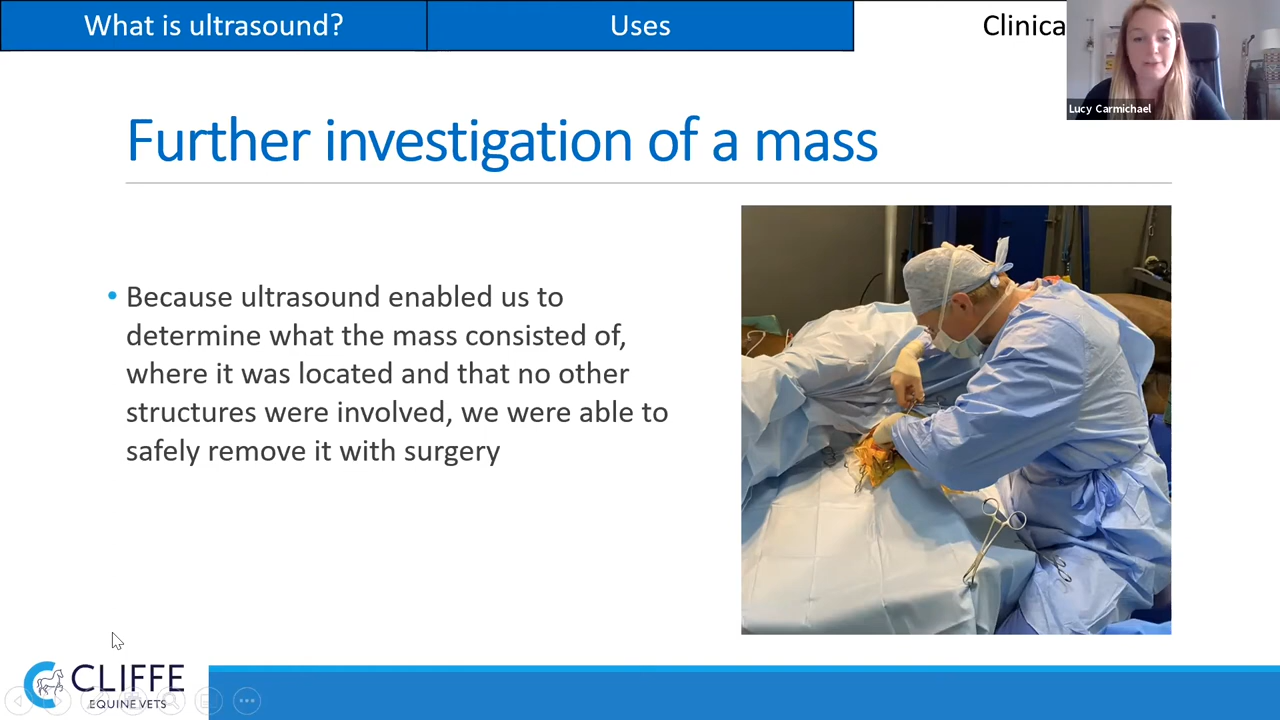 What is ultrasound?
Uses
Clinica
Lucy Carmichael
Further investigation of a mass
• Because ultrasound enabled us to
determine what the mass consisted of,
where it was located and that no other
structures were involved, we were able to
safely remove it with surgery
CLIFFE
EQUINE VETS